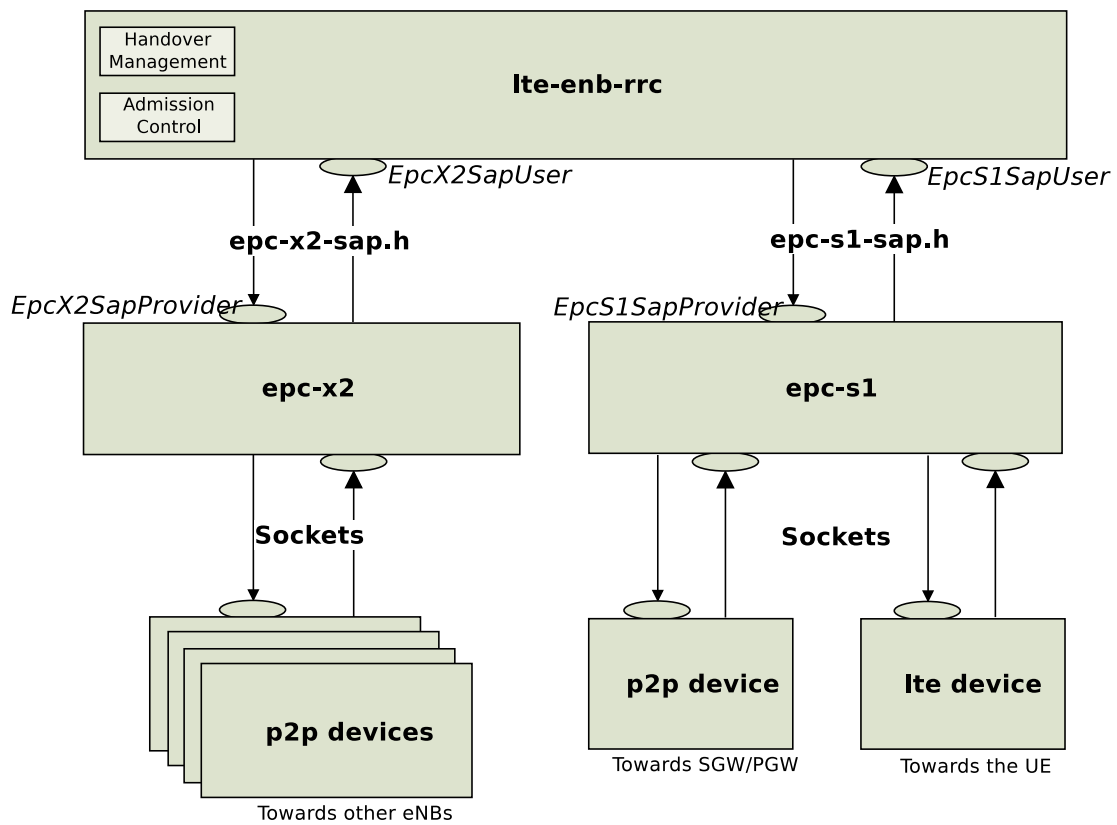 Handover
Management
lte-enb-rrc
Admission
Control
EpcX2SapUser
EpcS1SapUser
epc-x2-sap.h
epc-s1-sap.h
EpcX2SapProvider
EpcS1SapProvider
epc-x2
epc-s1
Sockets
Sockets
p2p device
lte device
p2p devices
Towards SGW/PGW
Towards the UE
Towards other eNBs